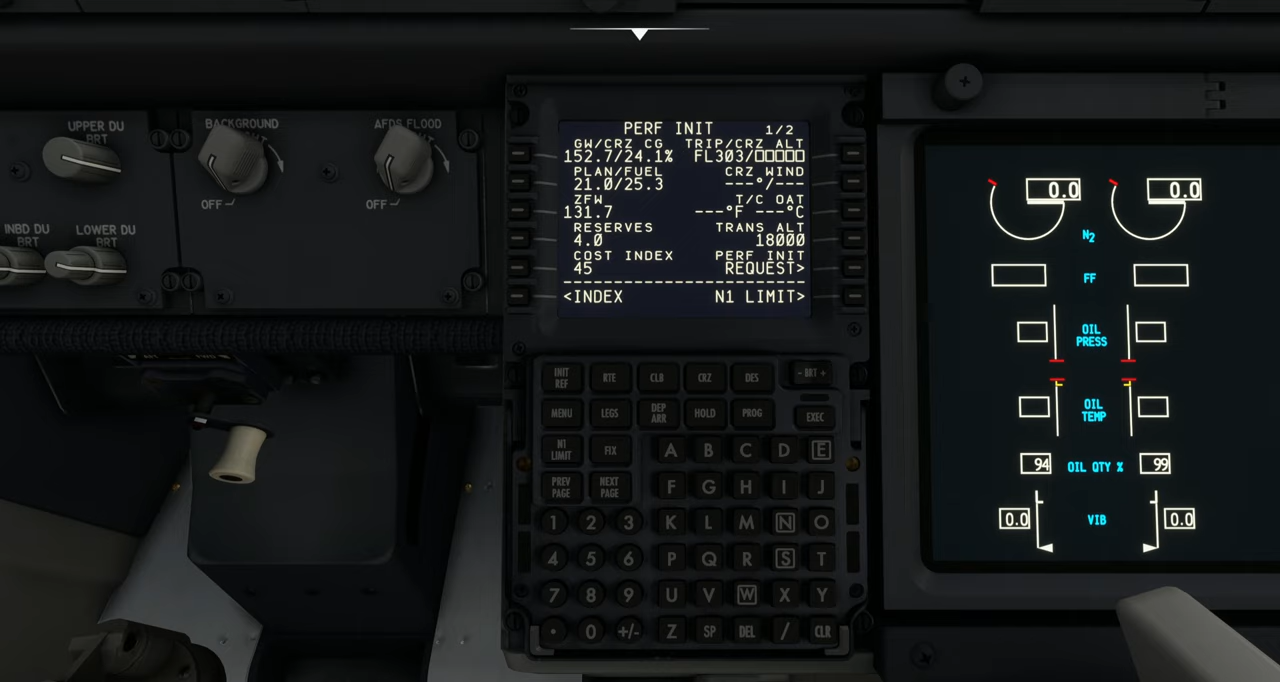 UPPER DU
BRT
BACKGROUND
AFDS FLOOD
OFF
OFF
INBD DU
BRT
LOWER DU
BRT
PERF INIT 1/2
GW/CRZ CG TRIP/CRZ ALT
152.7/24.1% FL303/□□□□□
PLAN/FUEL CRZ WIND
21.0/25.3 ---°/---
ZFW T/C OAT
131.7 ---°F ---°C
RESERVES TRANS ALT
4.0 18000
COST INDEX PERF INIT
45 REQUEST>
--------------------------------
<INDEX N1 LIMIT>
INIT REF RTE CLB CRZ DES - BRT +
MENU LEGS DEP ARR HOLD PROG EXEC
N1 LIMIT FIX A B C D E
PREV PAGE NEXT PAGE F G H I J
1 2 3 K L M N O
4 5 6 P Q R S T
7 8 9 U V W X Y
. 0 +/- Z SP DEL / CLR
0.0 0.0
N2
FF
OIL
PRESS
OIL
TEMP
94 OIL QTY % 99
0.0 VIB 0.0